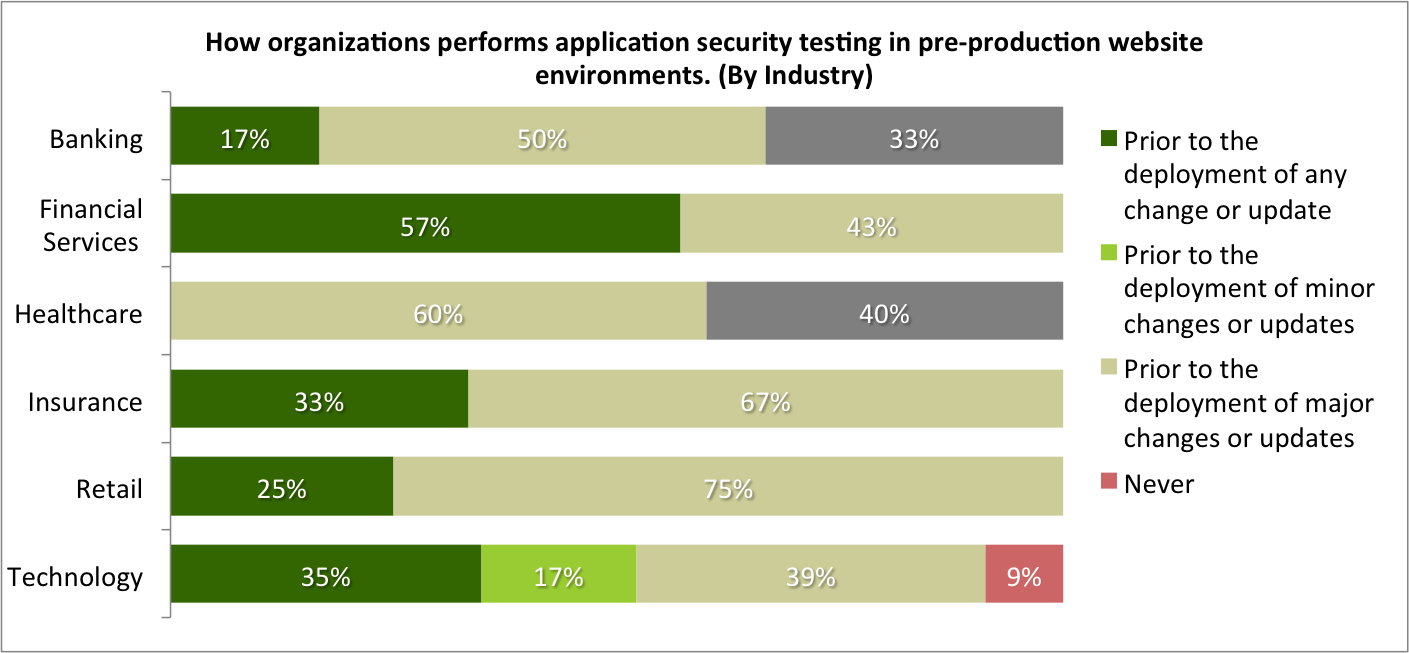 How organizations performs application security testing in pre-production website
environments. (By Industry)
Banking
17%
50%
33%
Financial
Services
57%
43%
Healthcare
60%
40%
Insurance
33%
67%
Retail
25%
75%
Technology
35%
17%
39%
9%
Prior to the
deployment of any
change or update
Prior to the
deployment of minor
changes or updates
Prior to the
deployment of major
changes or updates
Never